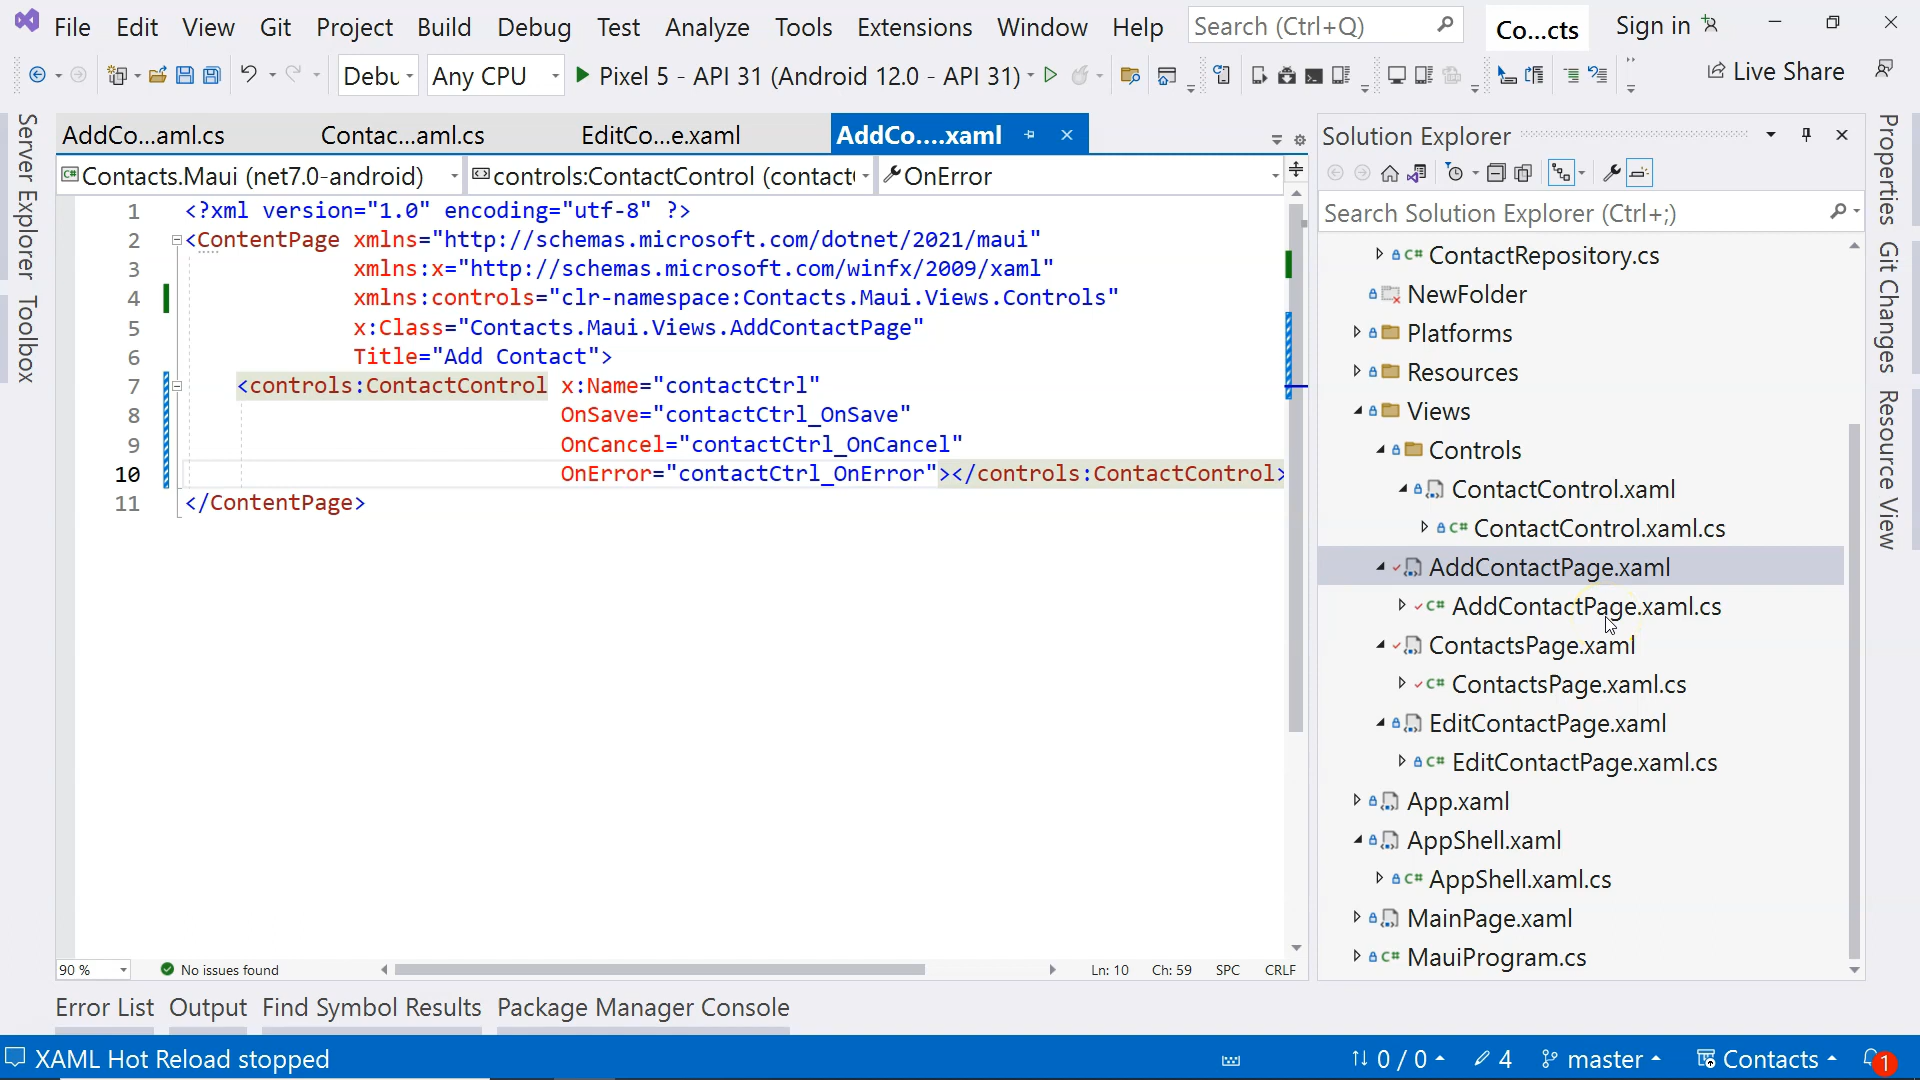 File Edit View Git Project Build Debug Test Analyze Tools Extensions Window Help Search (Ctrl+Q) Co...cts Sign in
Debu Any CPU Pixel 5 - API 31 (Android 12.0 - API 31) Live Share
AddCo...aml.cs Contac...aml.cs EditCo...e.xaml AddCo....xaml
Contacts.Maui (net7.0-android) controls:ContactControl (contact OnError
1 <?xml version="1.0" encoding="utf-8" ?>
2 <ContentPage xmlns="http://schemas.microsoft.com/dotnet/2021/maui"
3 xmlns:x="http://schemas.microsoft.com/winfx/2009/xaml"
4 xmlns:controls="clr-namespace:Contacts.Maui.Views.Controls"
5 x:Class="Contacts.Maui.Views.AddContactPage"
6 Title="Add Contact">
7 <controls:ContactControl x:Name="contactCtrl"
8 OnSave="contactCtrl_OnSave"
9 OnCancel="contactCtrl_OnCancel"
10 OnError="contactCtrl_OnError"></controls:ContactControl>
11 </ContentPage>
90 % No issues found Ln: 10 Ch: 59 SPC CRLF
Solution Explorer
Search Solution Explorer (Ctrl+;)
C# ContactRepository.cs
NewFolder
Platforms
Resources
Views
Controls
ContactControl.xaml
C# ContactControl.xaml.cs
AddContactPage.xaml
C# AddContactPage.xaml.cs
ContactsPage.xaml
C# ContactsPage.xaml.cs
EditContactPage.xaml
C# EditContactPage.xaml.cs
App.xaml
AppShell.xaml
C# AppShell.xaml.cs
MainPage.xaml
C# MauiProgram.cs
Server Explorer
Toolbox
Properties
Git Changes
Resource View
Error List Output Find Symbol Results Package Manager Console
XAML Hot Reload stopped 0 / 0 4 master Contacts 1